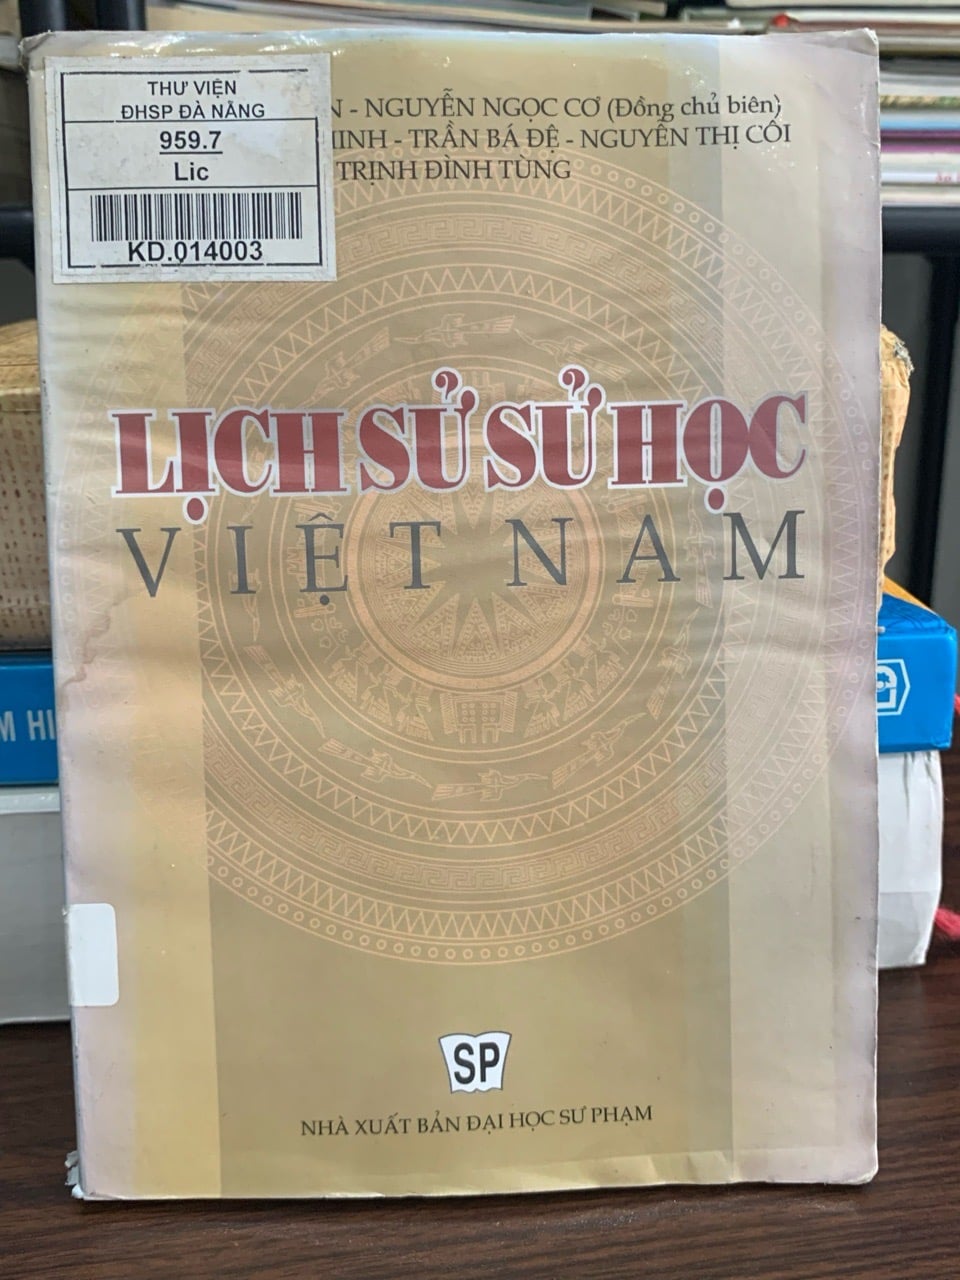 THƯ VIỆN
ĐHSP ĐÀ NẴNG
959.7
Lic
KD.014003
N - NGUYỄN NGỌC CƠ (Đồng chủ biên)
MINH - TRẦN BÁ ĐỆ - NGUYỄN THỊ CÔI
TRỊNH ĐÌNH TÙNG
LỊCH SỬ SỬ HỌC
VIỆT NAM
M HI
SP
NHÀ XUẤT BẢN ĐẠI HỌC SƯ PHẠM